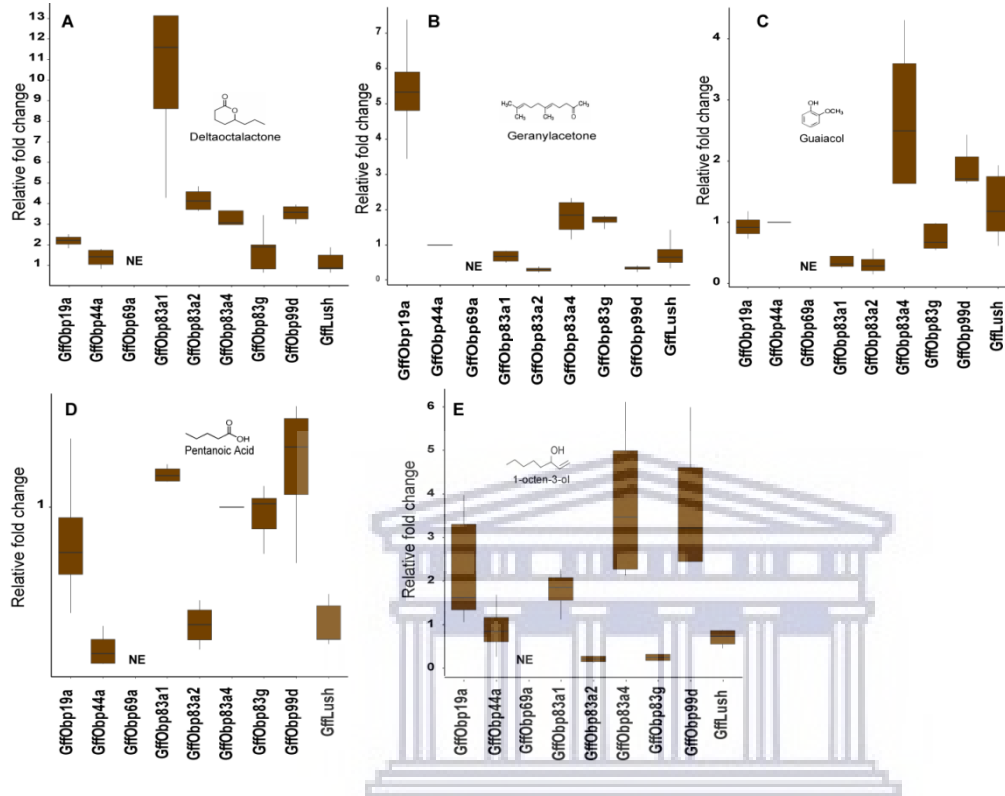 A
Relative fold change
13
12
11
10
9
8
7
6
5
4
3
2
1
Deltaoctalactone
O
O
NE
GffObp19a
GffObp44a
GffObp69a
GffObp83a1
GffObp83a2
GffObp83a4
GffObp83g
GffObp99d
GffLush
B
Relative fold change
7
6
5
4
3
2
1
0
H₃C
CH₃
CH₃
CH₃
O
Geranylacetone
NE
GffObp19a
GffObp44a
GffObp69a
GffObp83a1
GffObp83a2
GffObp83a4
GffObp83g
GffObp99d
GffLush
C
Relative fold change
4
3
2
1
0
OH
OCH₃
Guaiacol
NE
GffObp19a
GffObp44a
GffObp69a
GffObp83a1
GffObp83a2
GffObp83a4
GffObp83g
GffObp99d
GffLush
D
Relative fold change
1
O
OH
Pentanoic Acid
NE
GffObp19a
GffObp44a
GffObp69a
GffObp83a1
GffObp83a2
GffObp83a4
GffObp83g
GffObp99d
GffLush
E
Relative fold change
6
5
4
3
2
1
0
OH
1-octen-3-ol
NE
GffObp19a
GffObp44a
GffObp69a
GffObp83a1
GffObp83a2
GffObp83a4
GffObp83g
GffObp99d
GffLush